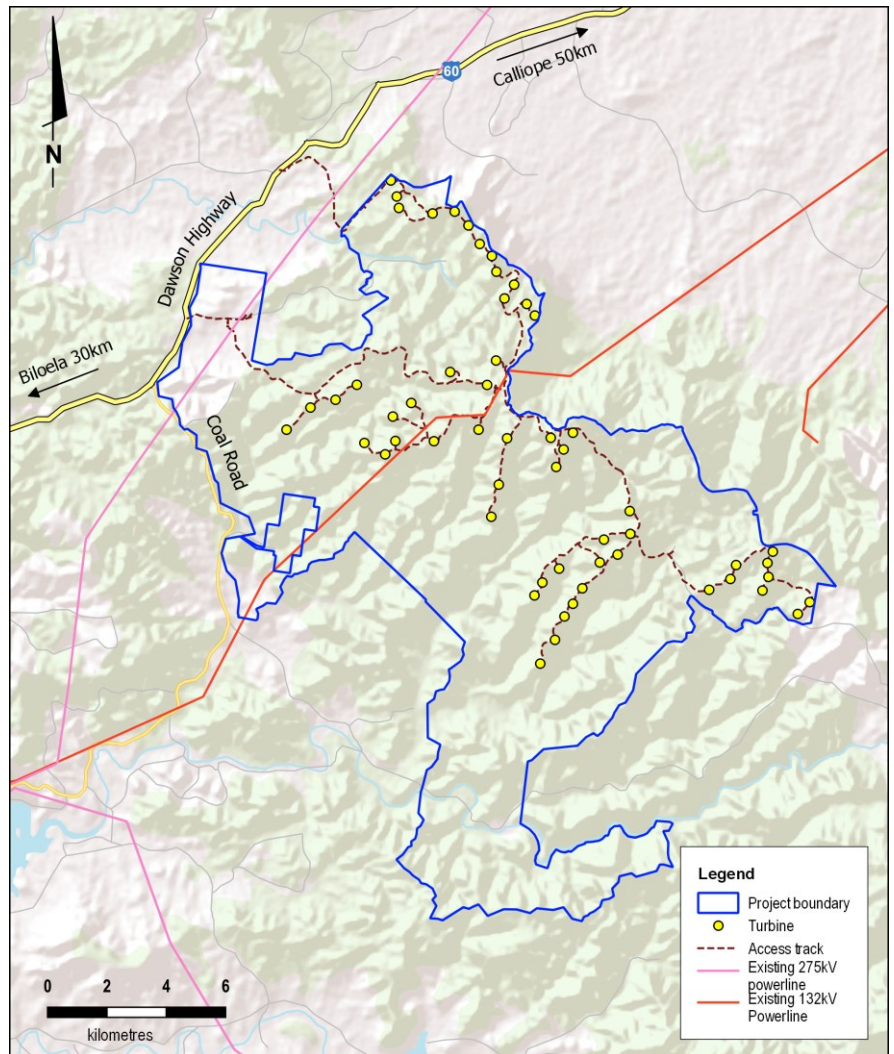 60
Calliope 50km
N
Dawson Highway
Biloela 30km
Coal Road
Legend
Project boundary
Turbine
Access track
Existing 275kV
powerline
Existing 132kV
Powerline
0 2 4 6
kilometres